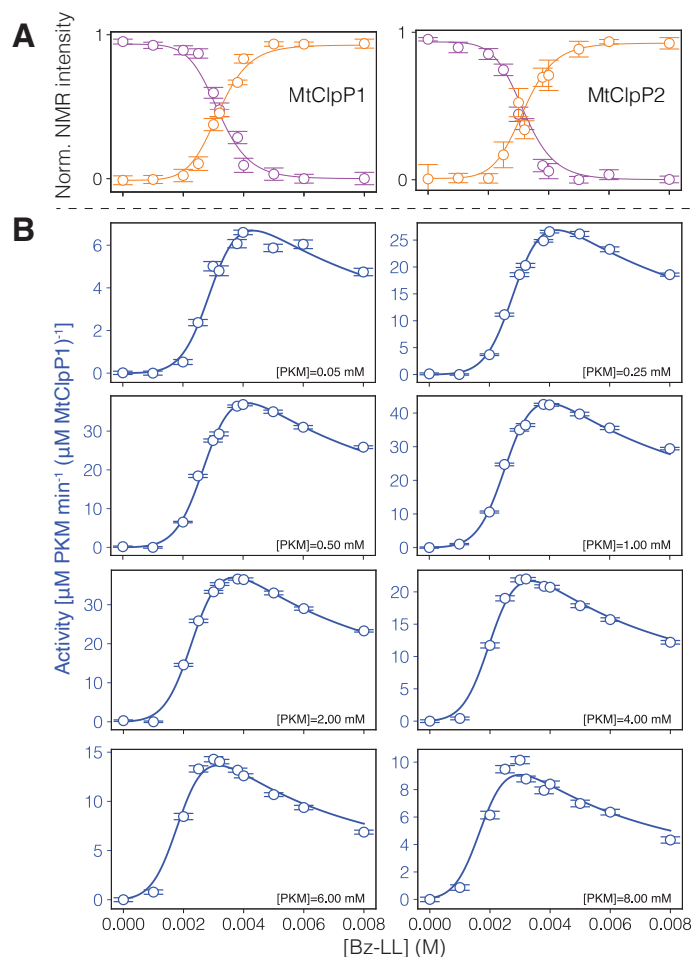 A
Norm. NMR intensity
1
0
MtClpP1
1
0
MtClpP2
B
Activity [µM PKM min⁻¹ (µM MtClpP1)⁻¹]
6
4
2
0
[PKM]=0.05 mM
25
20
15
10
5
0
[PKM]=0.25 mM
30
20
10
0
[PKM]=0.50 mM
40
30
20
10
0
[PKM]=1.00 mM
30
20
10
0
[PKM]=2.00 mM
20
15
10
5
0
[PKM]=4.00 mM
15
10
5
0
[PKM]=6.00 mM
10
8
6
4
2
0
[PKM]=8.00 mM
0.000 0.002 0.004 0.006 0.008
0.000 0.002 0.004 0.006 0.008
[Bz-LL] (M)